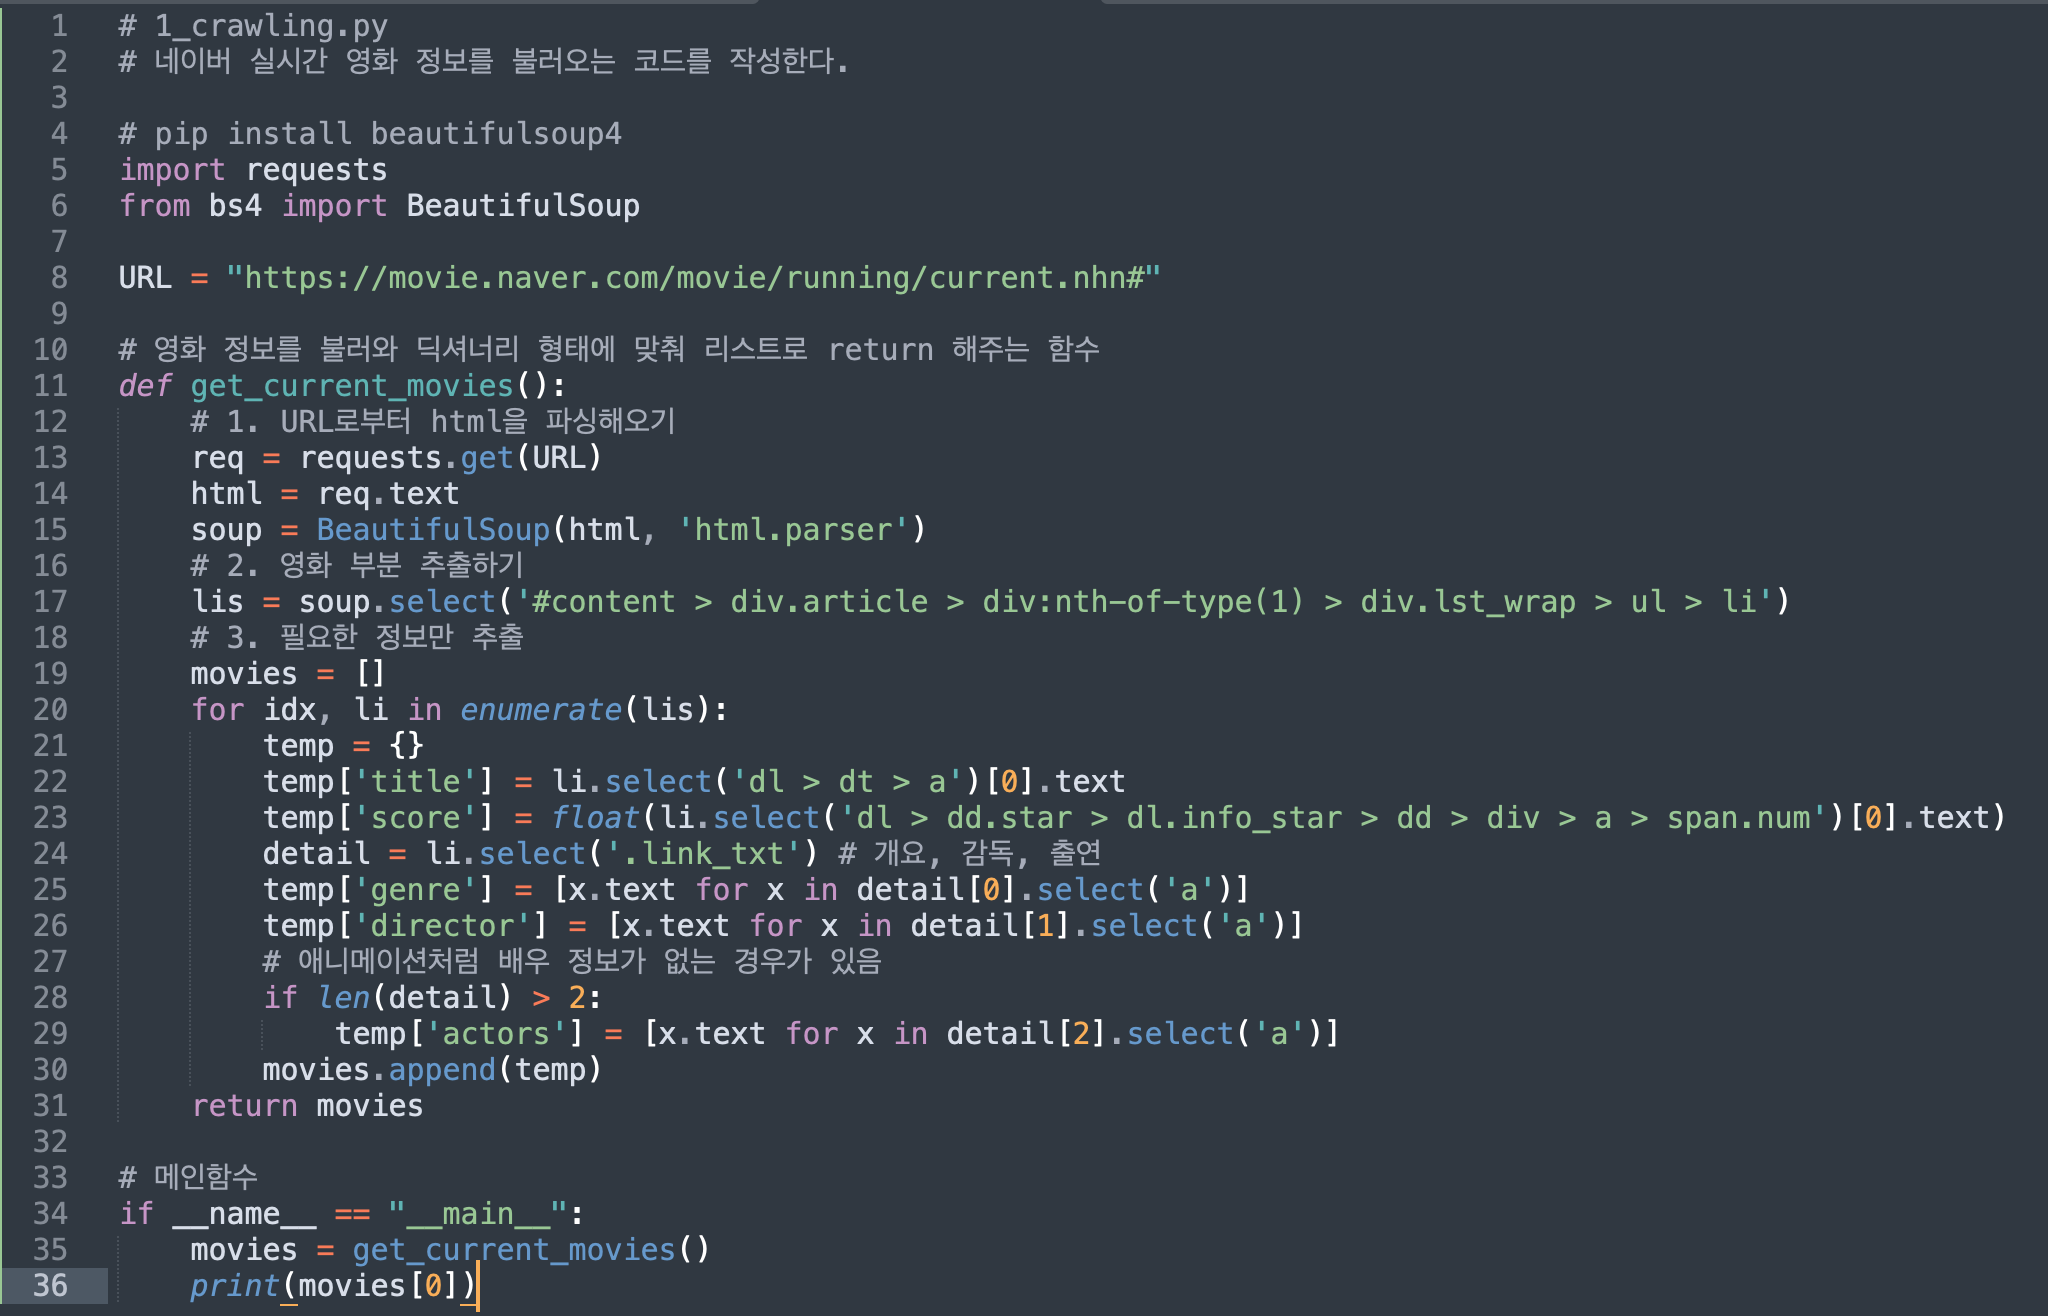 1 # 1_crawling.py
2 # 네이버 실시간 영화 정보를 불러오는 코드를 작성한다.
3
4 # pip install beautifulsoup4
5 import requests
6 from bs4 import BeautifulSoup
7
8 URL = "https://movie.naver.com/movie/running/current.nhn#"
9
10 # 영화 정보를 불러와 딕셔너리 형태에 맞춰 리스트로 return 해주는 함수
11 def get_current_movies():
12     # 1. URL로부터 html을 파싱해오기
13     req = requests.get(URL)
14     html = req.text
15     soup = BeautifulSoup(html, 'html.parser')
16     # 2. 영화 부분 추출하기
17     lis = soup.select('#content > div.article > div:nth-of-type(1) > div.lst_wrap > ul > li')
18     # 3. 필요한 정보만 추출
19     movies = []
20     for idx, li in enumerate(lis):
21         temp = {}
22         temp['title'] = li.select('dl > dt > a')[0].text
23         temp['score'] = float(li.select('dl > dd.star > dl.info_star > dd > div > a > span.num')[0].text)
24         detail = li.select('.link_txt') # 개요, 감독, 출연
25         temp['genre'] = [x.text for x in detail[0].select('a')]
26         temp['director'] = [x.text for x in detail[1].select('a')]
27         # 애니메이션처럼 배우 정보가 없는 경우가 있음
28         if len(detail) > 2:
29             temp['actors'] = [x.text for x in detail[2].select('a')]
30         movies.append(temp)
31     return movies
32
33 # 메인함수
34 if __name__ == "__main__":
35     movies = get_current_movies()
36     print(movies[0])